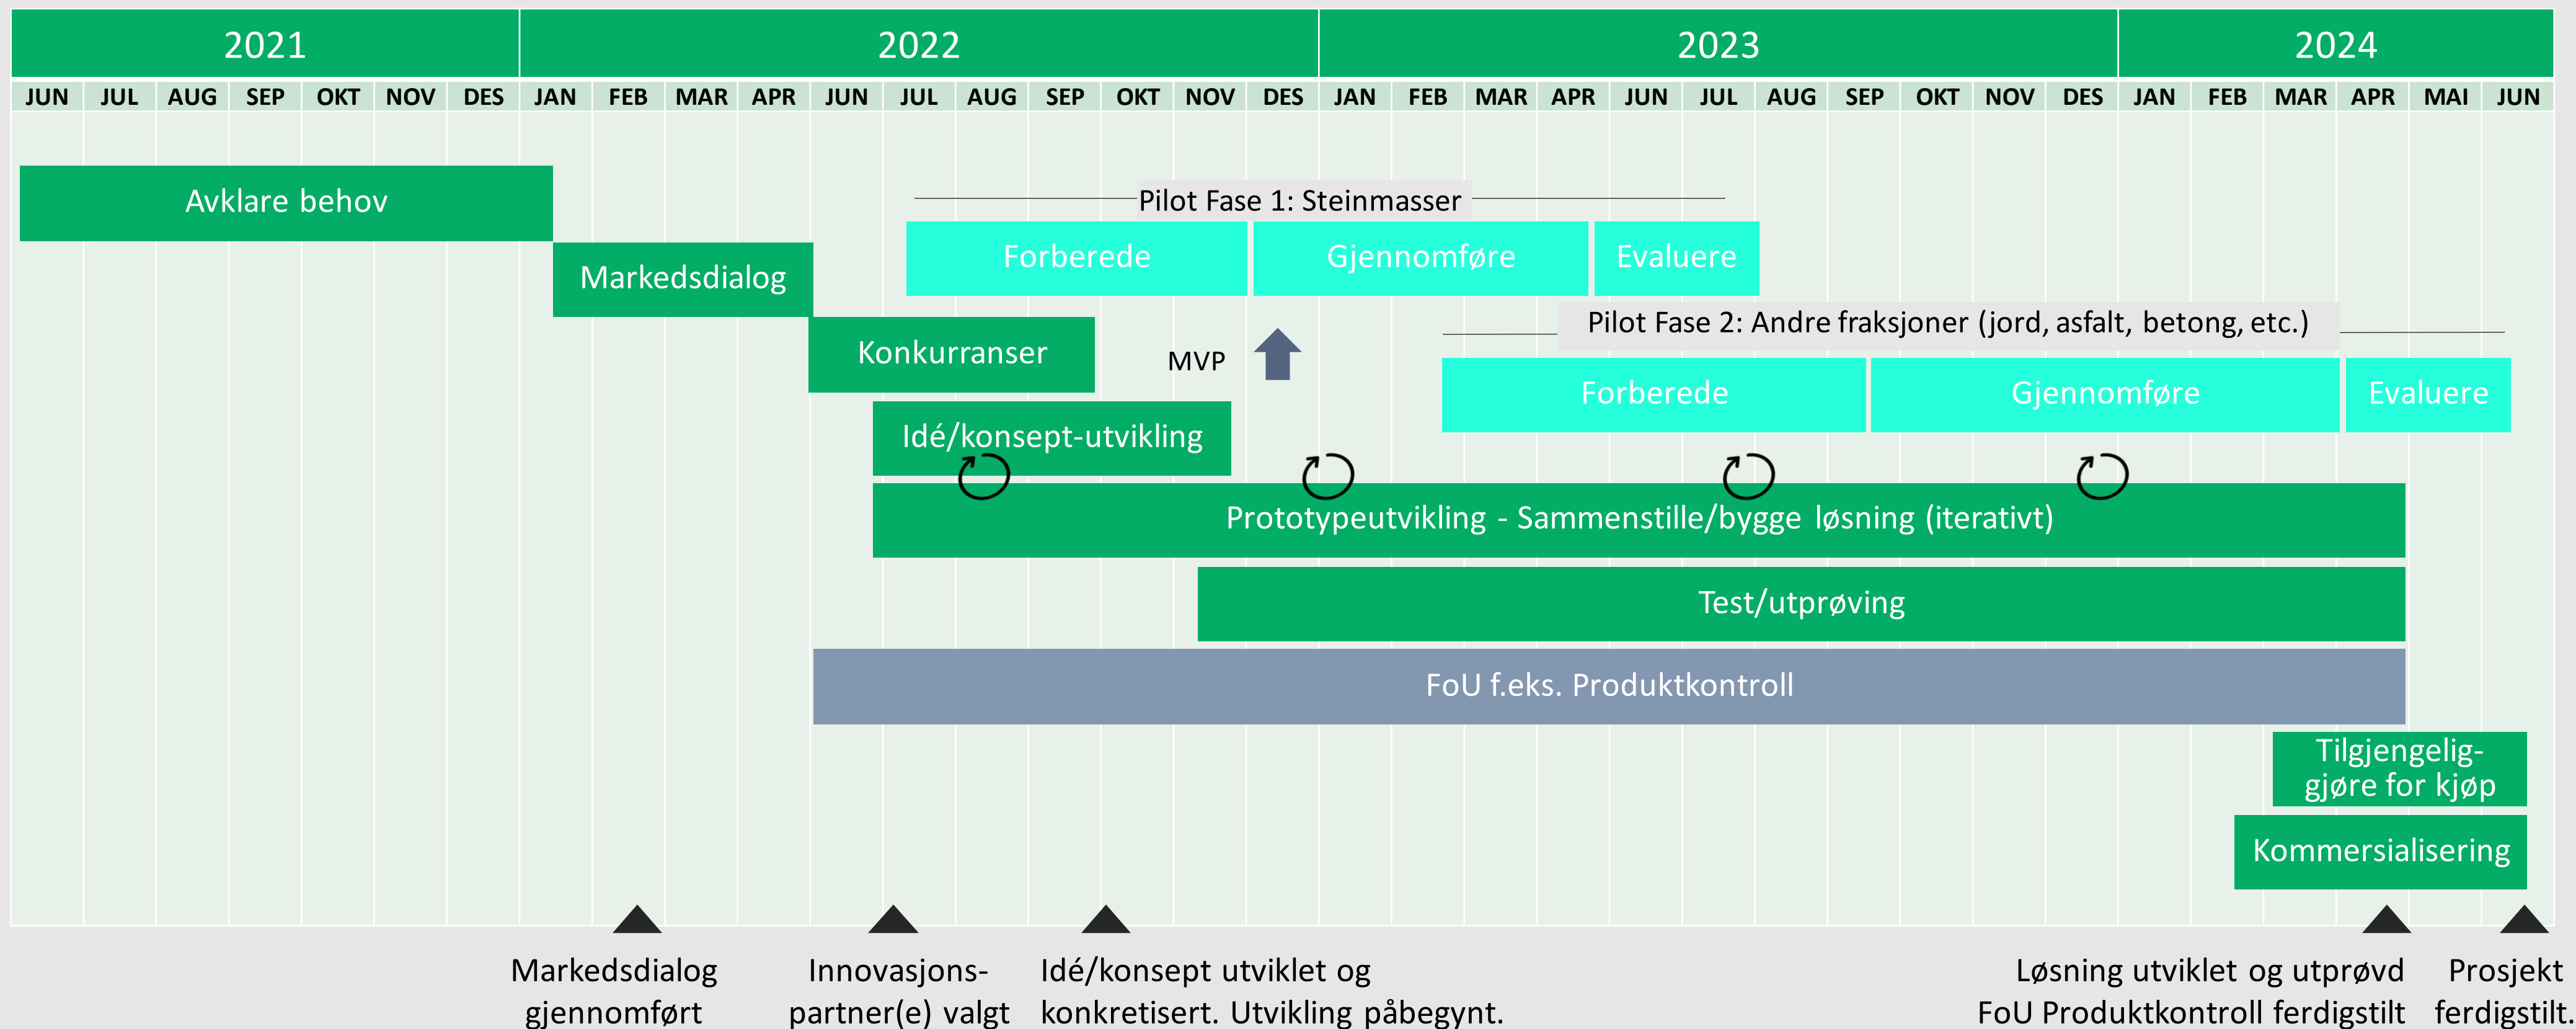 2021 2022 2023 2024
JUN JUL AUG SEP OKT NOV DES JAN FEB MAR APR JUN JUL AUG SEP OKT NOV DES JAN FEB MAR APR JUN JUL AUG SEP OKT NOV DES JAN FEB MAR APR MAI JUN
Avklare behov
Pilot Fase 1: Steinmasser
Markedsdialog
Forberede Gjennomføre Evaluere
Pilot Fase 2: Andre fraksjoner (jord, asfalt, betong, etc.)
Konkurranser
MVP
Forberede Gjennomføre Evaluere
Idé/konsept-utvikling
Prototypeutvikling - Sammenstille/bygge løsning (iterativt)
Test/utprøving
FoU f.eks. Produktkontroll
Tilgjengelig-
gjøre for kjøp
Kommersialisering
Markedsdialog
gjennomført
Innovasjons-
partner(e) valgt
Idé/konsept utviklet og
konkretisert. Utvikling påbegynt.
Løsning utviklet og utprøvd
FoU Produktkontroll ferdigstilt
Prosjekt
ferdigstilt.